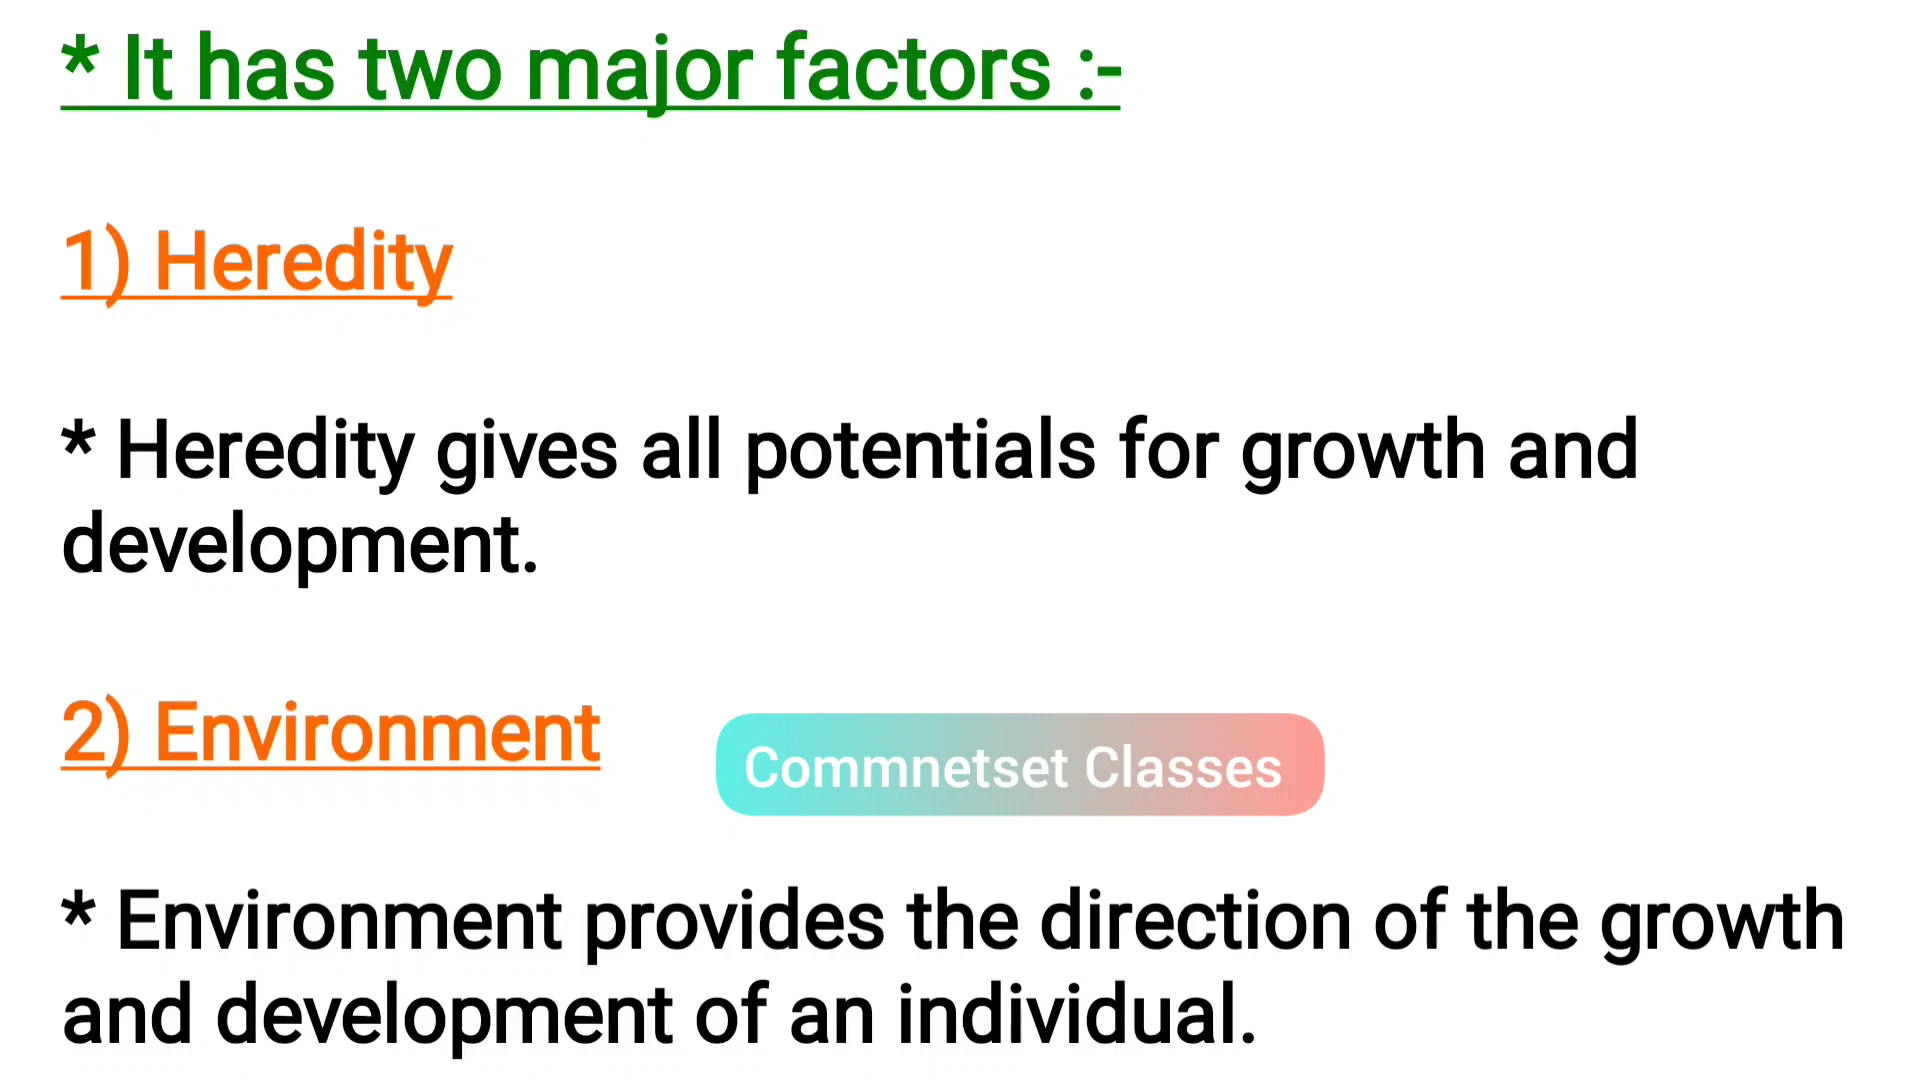 * It has two major factors :-
1) Heredity
* Heredity gives all potentials for growth and
development.
2) Environment
Commnetset Classes
* Environment provides the direction of the growth
and development of an individual.